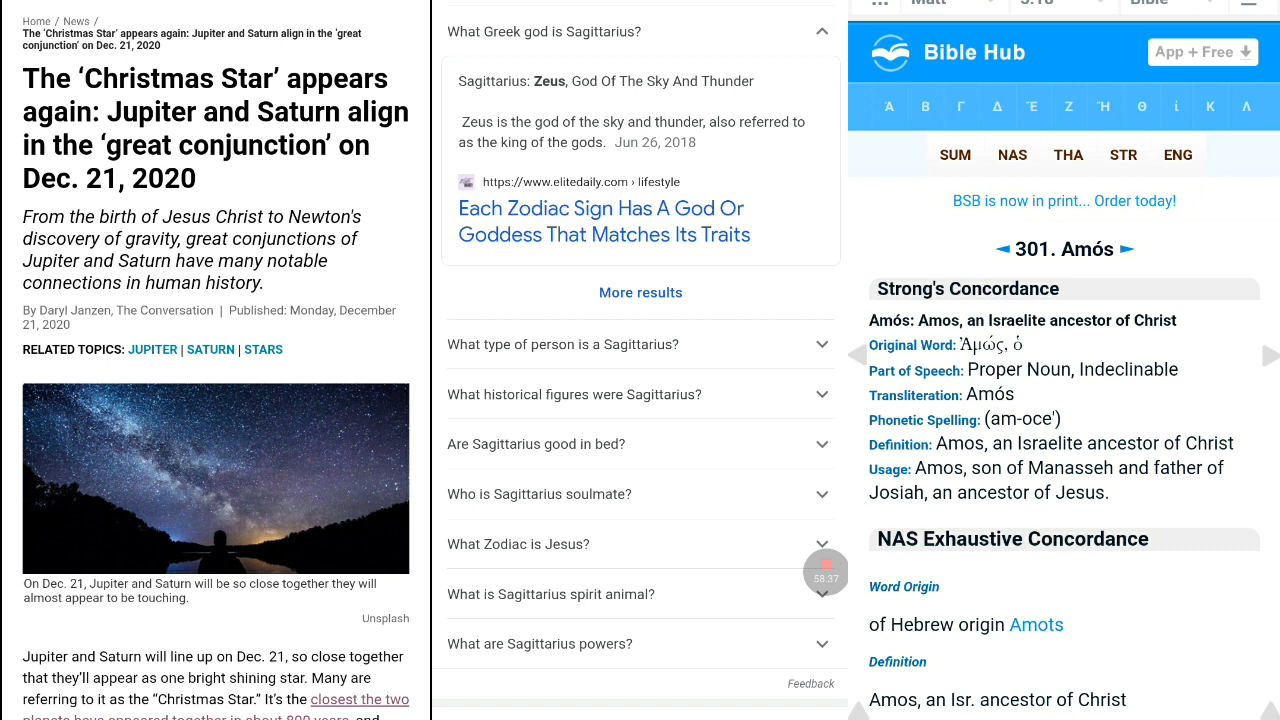 Home / News /
The ‘Christmas Star’ appears again: Jupiter and Saturn align in the ‘great
conjunction’ on Dec. 21, 2020
The ‘Christmas Star’ appears
again: Jupiter and Saturn align
in the ‘great conjunction’ on
Dec. 21, 2020
From the birth of Jesus Christ to Newton's
discovery of gravity, great conjunctions of
Jupiter and Saturn have many notable
connections in human history.
By Daryl Janzen, The Conversation | Published: Monday, December
21, 2020
RELATED TOPICS: JUPITER | SATURN | STARS
On Dec. 21, Jupiter and Saturn will be so close together they will
almost appear to be touching.
Unsplash
Jupiter and Saturn will line up on Dec. 21, so close together
that they’ll appear as one bright shining star. Many are
referring to it as the “Christmas Star.” It’s the closest the two
planets have appeared together in about 800 years, and
What Greek god is Sagittarius?
Sagittarius: Zeus, God Of The Sky And Thunder
Zeus is the god of the sky and thunder, also referred to
as the king of the gods. Jun 26, 2018
https://www.elitedaily.com › lifestyle
Each Zodiac Sign Has A God Or
Goddess That Matches Its Traits
More results
What type of person is a Sagittarius?
What historical figures were Sagittarius?
Are Sagittarius good in bed?
Who is Sagittarius soulmate?
What Zodiac is Jesus?
58:37
What is Sagittarius spirit animal?
What are Sagittarius powers?
Feedback
Matt 5:18 Bible
Bible Hub
App + Free
Ἀ Β Γ Δ Ἐ Ζ Ἡ Θ ἰ Κ Λ
SUM NAS THA STR ENG
BSB is now in print... Order today!
◄ 301. Amós ►
Strong's Concordance
Amós: Amos, an Israelite ancestor of Christ
Original Word: Ἀμώς, ὁ
Part of Speech: Proper Noun, Indeclinable
Transliteration: Amós
Phonetic Spelling: (am-oce')
Definition: Amos, an Israelite ancestor of Christ
Usage: Amos, son of Manasseh and father of
Josiah, an ancestor of Jesus.
NAS Exhaustive Concordance
Word Origin
of Hebrew origin Amots
Definition
Amos, an Isr. ancestor of Christ